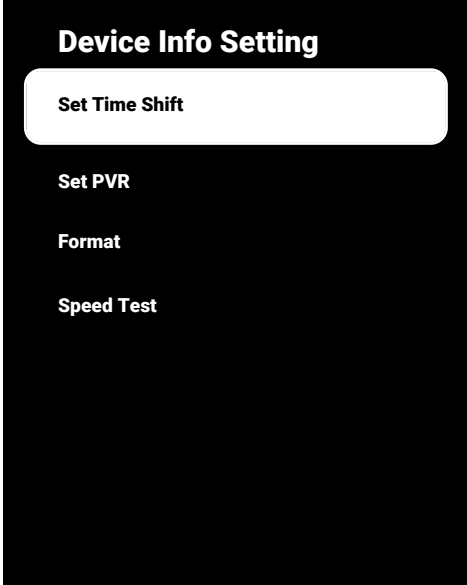 Device Info Setting
Set Time Shift
Set PVR
Format
Speed Test